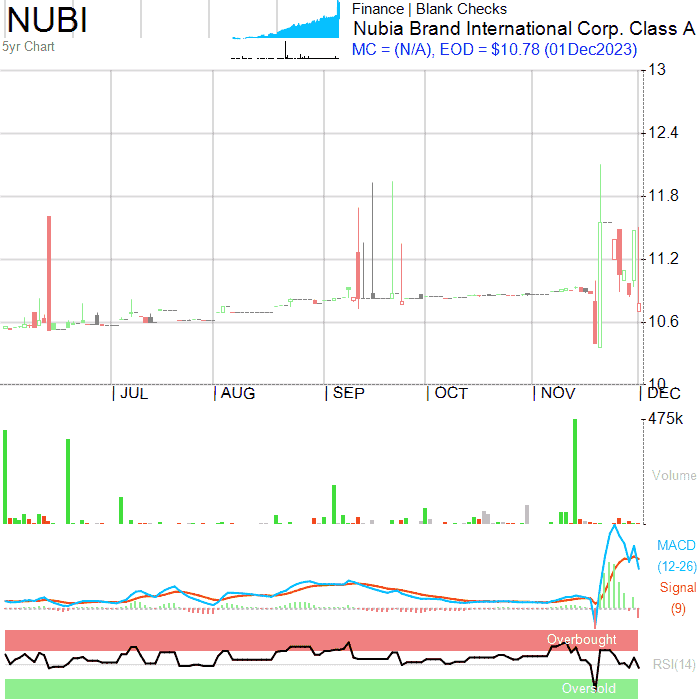 NUBI
5yr Chart
Finance | Blank Checks
Nubia Brand International Corp. Class A
MC = (N/A), EOD = $10.78 (01Dec2023)
13
12.4
11.8
11.2
10.6
10
JUL AUG SEP OCT NOV DEC
475k
Volume
MACD
(12-26)
Signal
(9)
Overbought
RSI(14)
Oversold